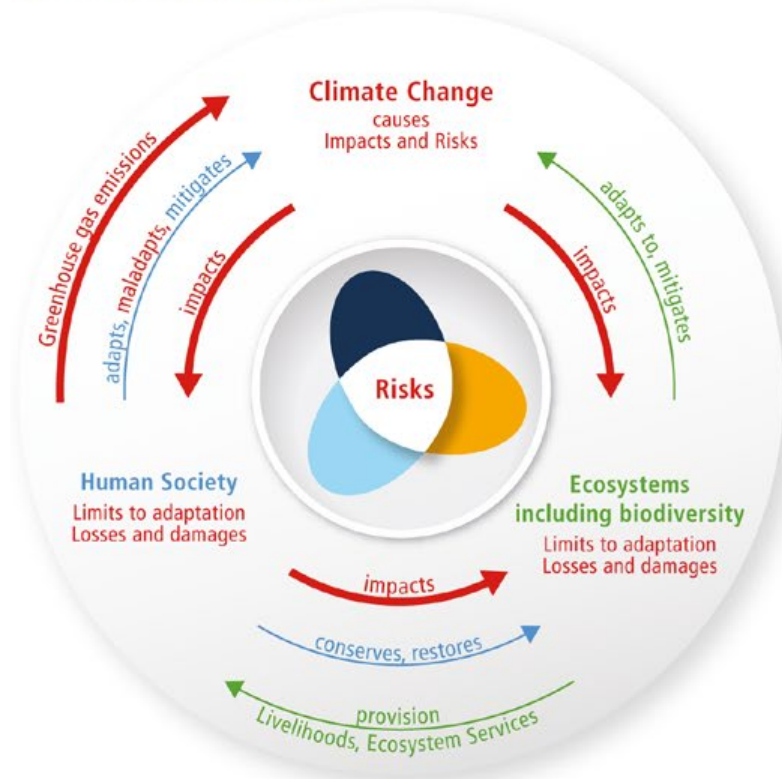 Climate Change
causes
Impacts and Risks
Greenhouse gas emissions
adapts, maladapts, mitigates
impacts
impacts
adapts to, mitigates
Risks
Human Society
Limits to adaptation
Losses and damages
Ecosystems
including biodiversity
Limits to adaptation
Losses and damages
impacts
conserves, restores
provision
Livelihoods, Ecosystem Services